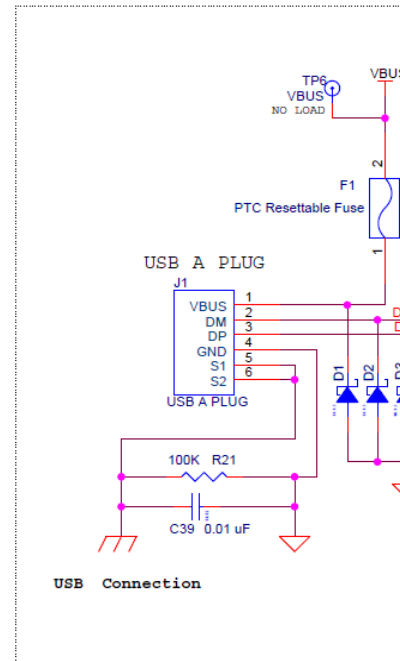 TP6
VBUS
NO LOAD
VBUS
2
F1
PTC Resettable Fuse
1
USB A PLUG
J1
VBUS 1
DM 2
DP 3
GND 4
S1 5
S2 6
USB A PLUG
D
D
D1
D2
D3
100K R21
C39 0.01 uF
USB Connection